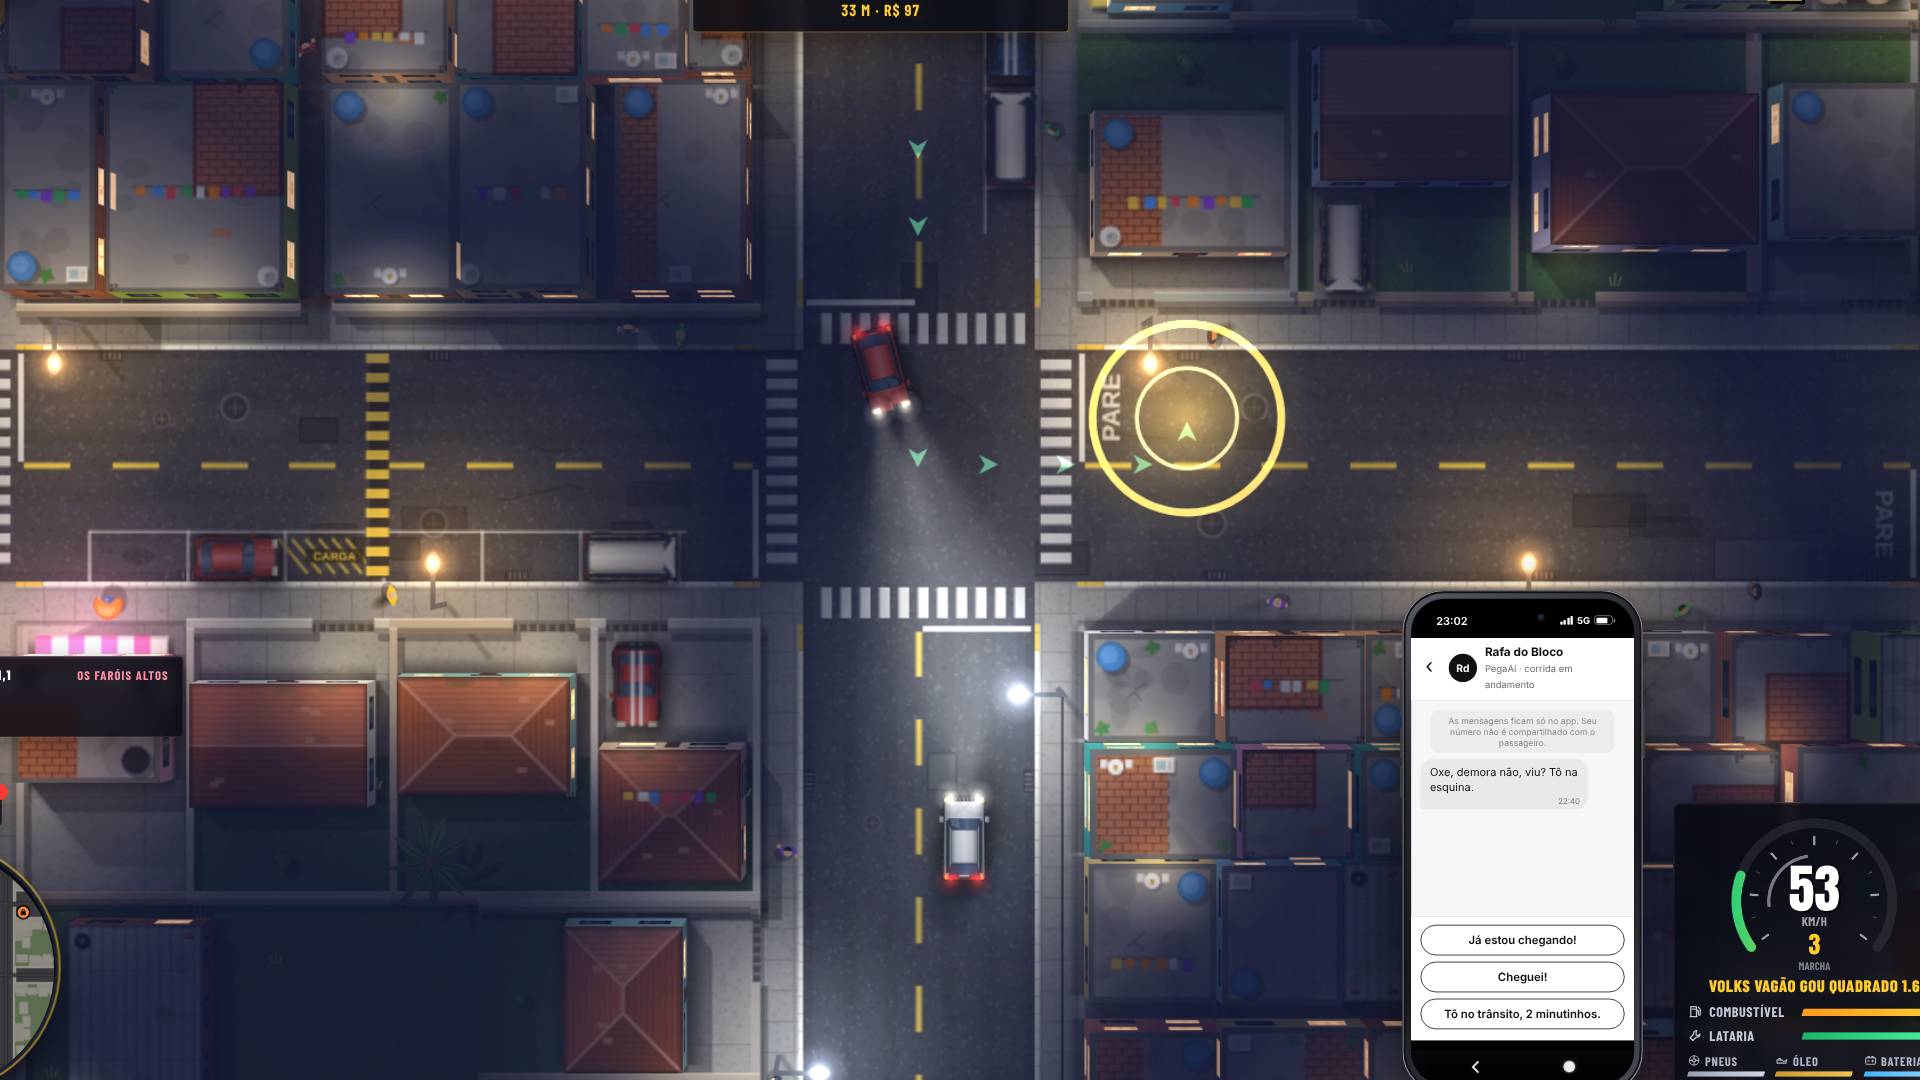 33 M · R$ 97
PARE
CARGA
PARE
OS FARÓIS ALTOS
23:02
5G
Rd
Rafa do Bloco
PegaAí · corrida em
andamento
As mensagens ficam só no app. Seu
número não é compartilhado com o
passageiro.
Oxe, demora não, viu? Tô na
esquina.
22:40
Já estou chegando!
Cheguei!
Tô no trânsito, 2 minutinhos.
53
KM/H
3
MARCHA
VOLKS VAGÃO GOU QUADRADO 1.6
COMBUSTÍVEL
LATARIA
PNEUS
ÓLEO